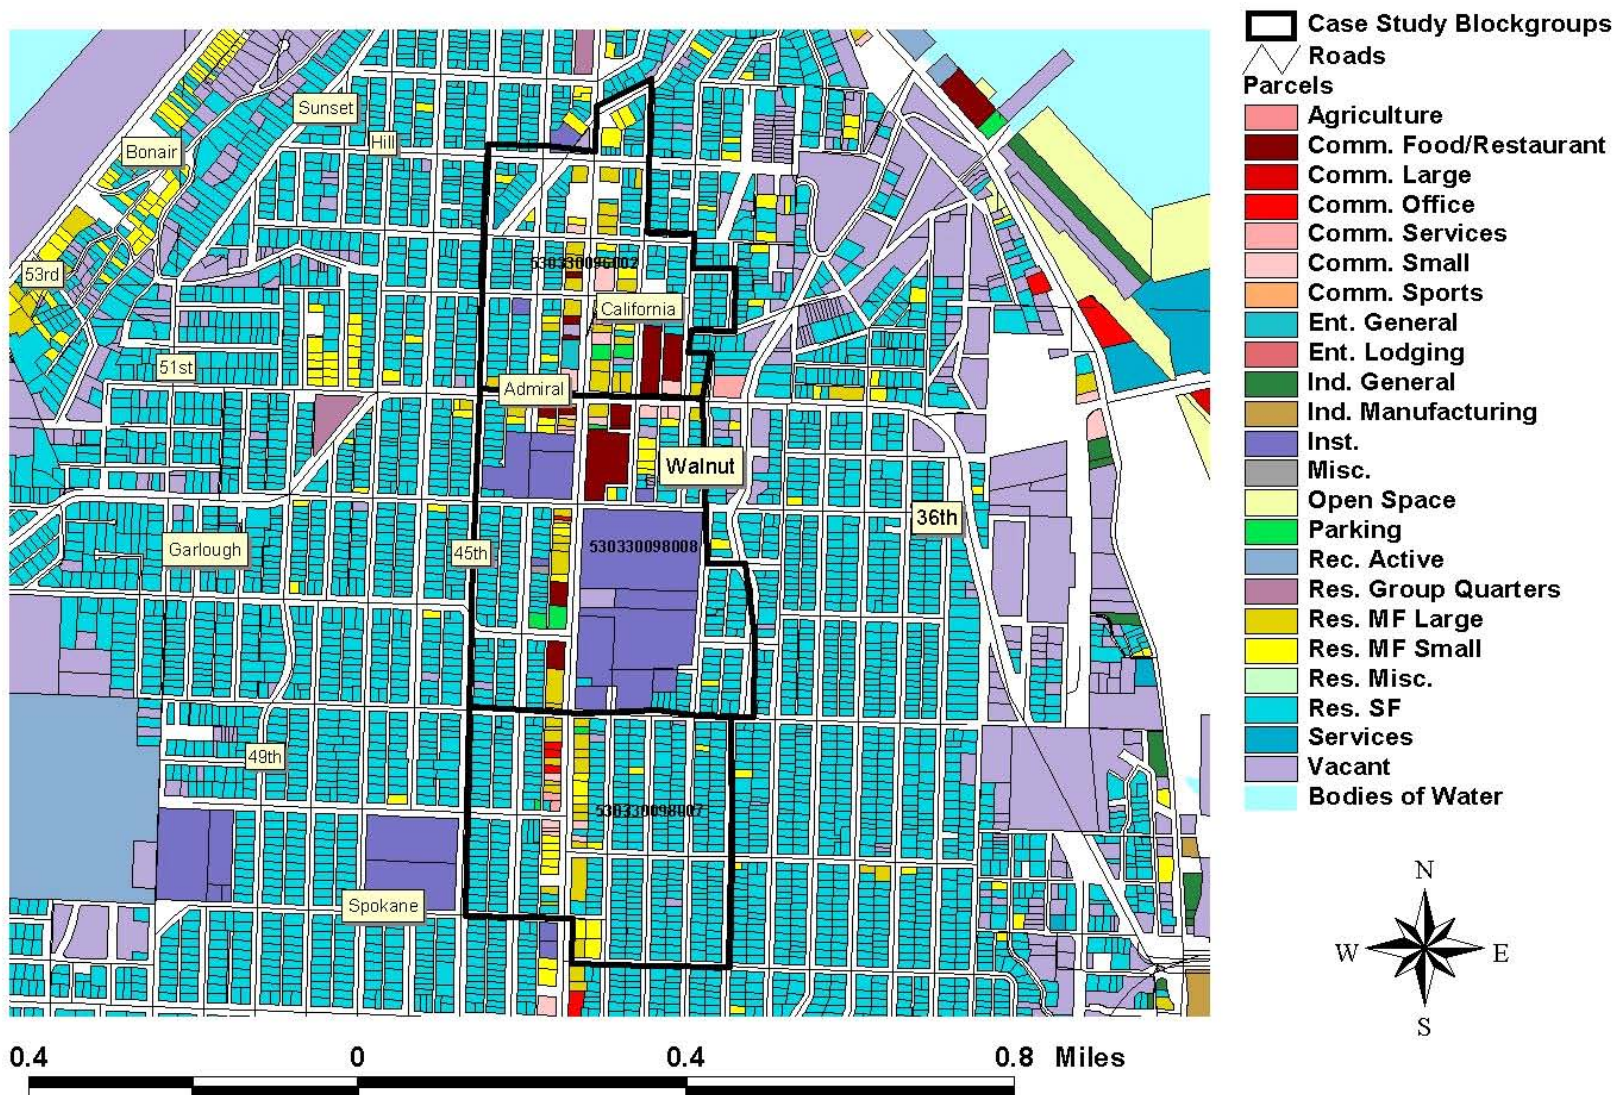 Sunset
Hill
Bonair
53rd
530330096002
California
51st
Admiral
Walnut
36th
530330098008
Garlough
45th
49th
530330098007
Spokane
0.4 0 0.4 0.8 Miles
Case Study Blockgroups
Roads
Parcels
Agriculture
Comm. Food/Restaurant
Comm. Large
Comm. Office
Comm. Services
Comm. Small
Comm. Sports
Ent. General
Ent. Lodging
Ind. General
Ind. Manufacturing
Inst.
Misc.
Open Space
Parking
Rec. Active
Res. Group Quarters
Res. MF Large
Res. MF Small
Res. Misc.
Res. SF
Services
Vacant
Bodies of Water
N
W E
S